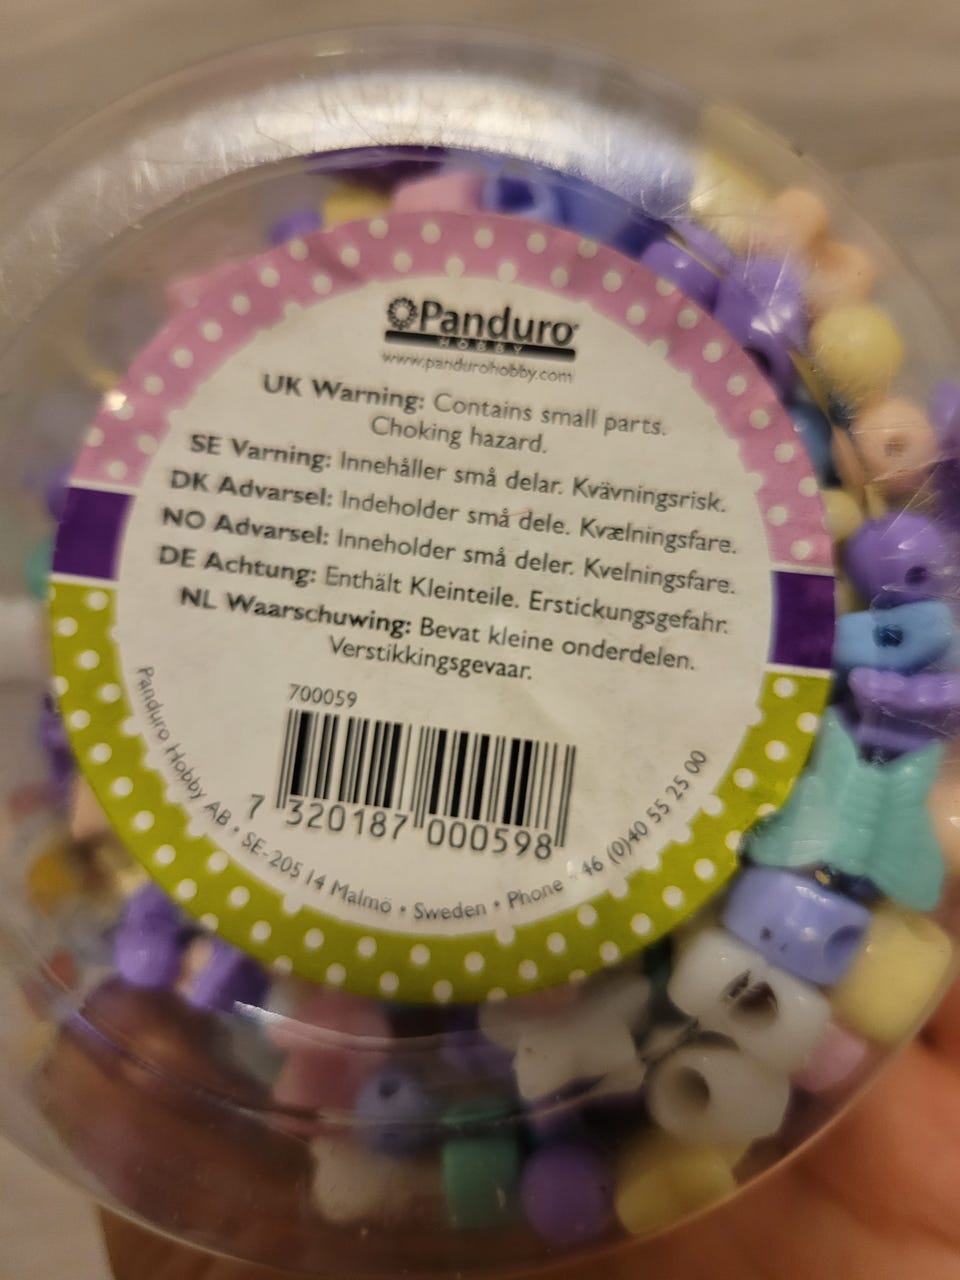 Panduro
HOBBY
www.pandurohobby.com
UK Warning: Contains small parts.
Choking hazard.
SE Varning: Innehåller små delar. Kvävningsrisk.
DK Advarsel: Indeholder små dele. Kvælningsfare.
NO Advarsel: Inneholder små deler. Kvelningsfare.
DE Achtung: Enthält Kleinteile. Erstickungsgefahr.
NL Waarschuwing: Bevat kleine onderdelen.
Verstikkingsgevaar.
700059
7 320187 000598
Panduro Hobby AB • SE-205 14 Malmö • Sweden • Phone +46 (0)40 55 25 00